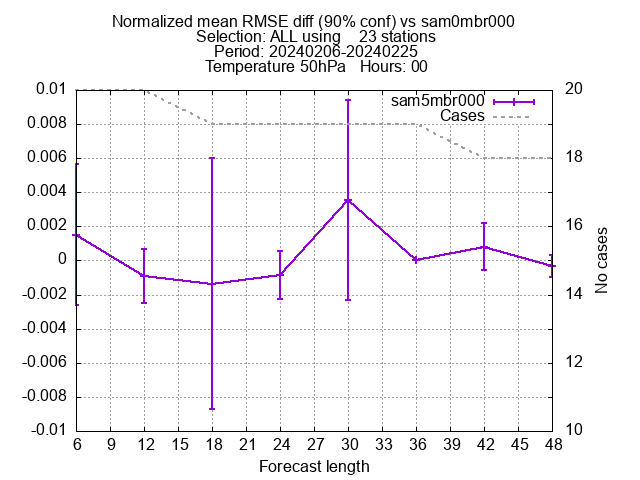 Normalized mean RMSE diff (90% conf) vs sam0mbr000
Selection: ALL using    23 stations
Period: 20240206-20240225
Temperature 50hPa   Hours: 00
sam5mbr000
Cases
0.01
0.008
0.006
0.004
0.002
0
-0.002
-0.004
-0.006
-0.008
-0.01
20
18
16
14
12
10
No cases
6 9 12 15 18 21 24 27 30 33 36 39 42 45 48
Forecast length